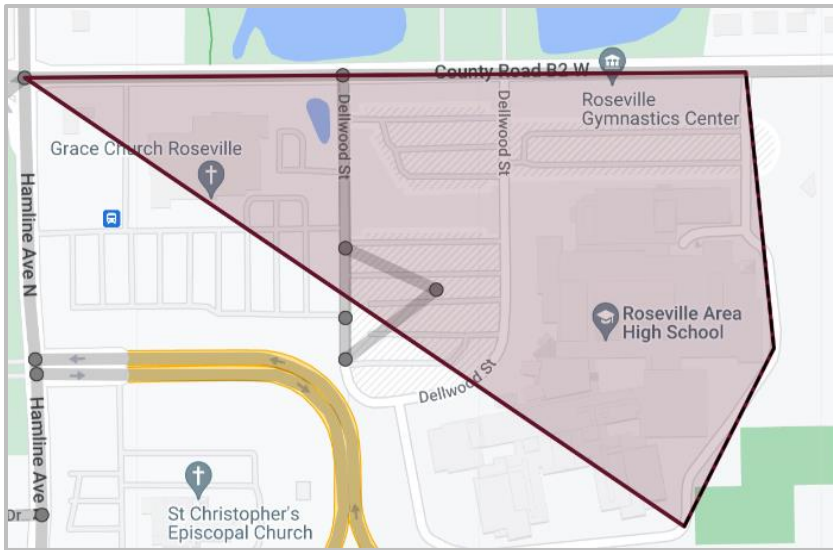 County Road B2 W
Roseville
Gymnastics Center
Dellwood St
Dellwood St
Grace Church Roseville
Hamline Ave N
Roseville Area
High School
Dellwood St
Hamline Ave
St Christopher's
Episcopal Church
Dr